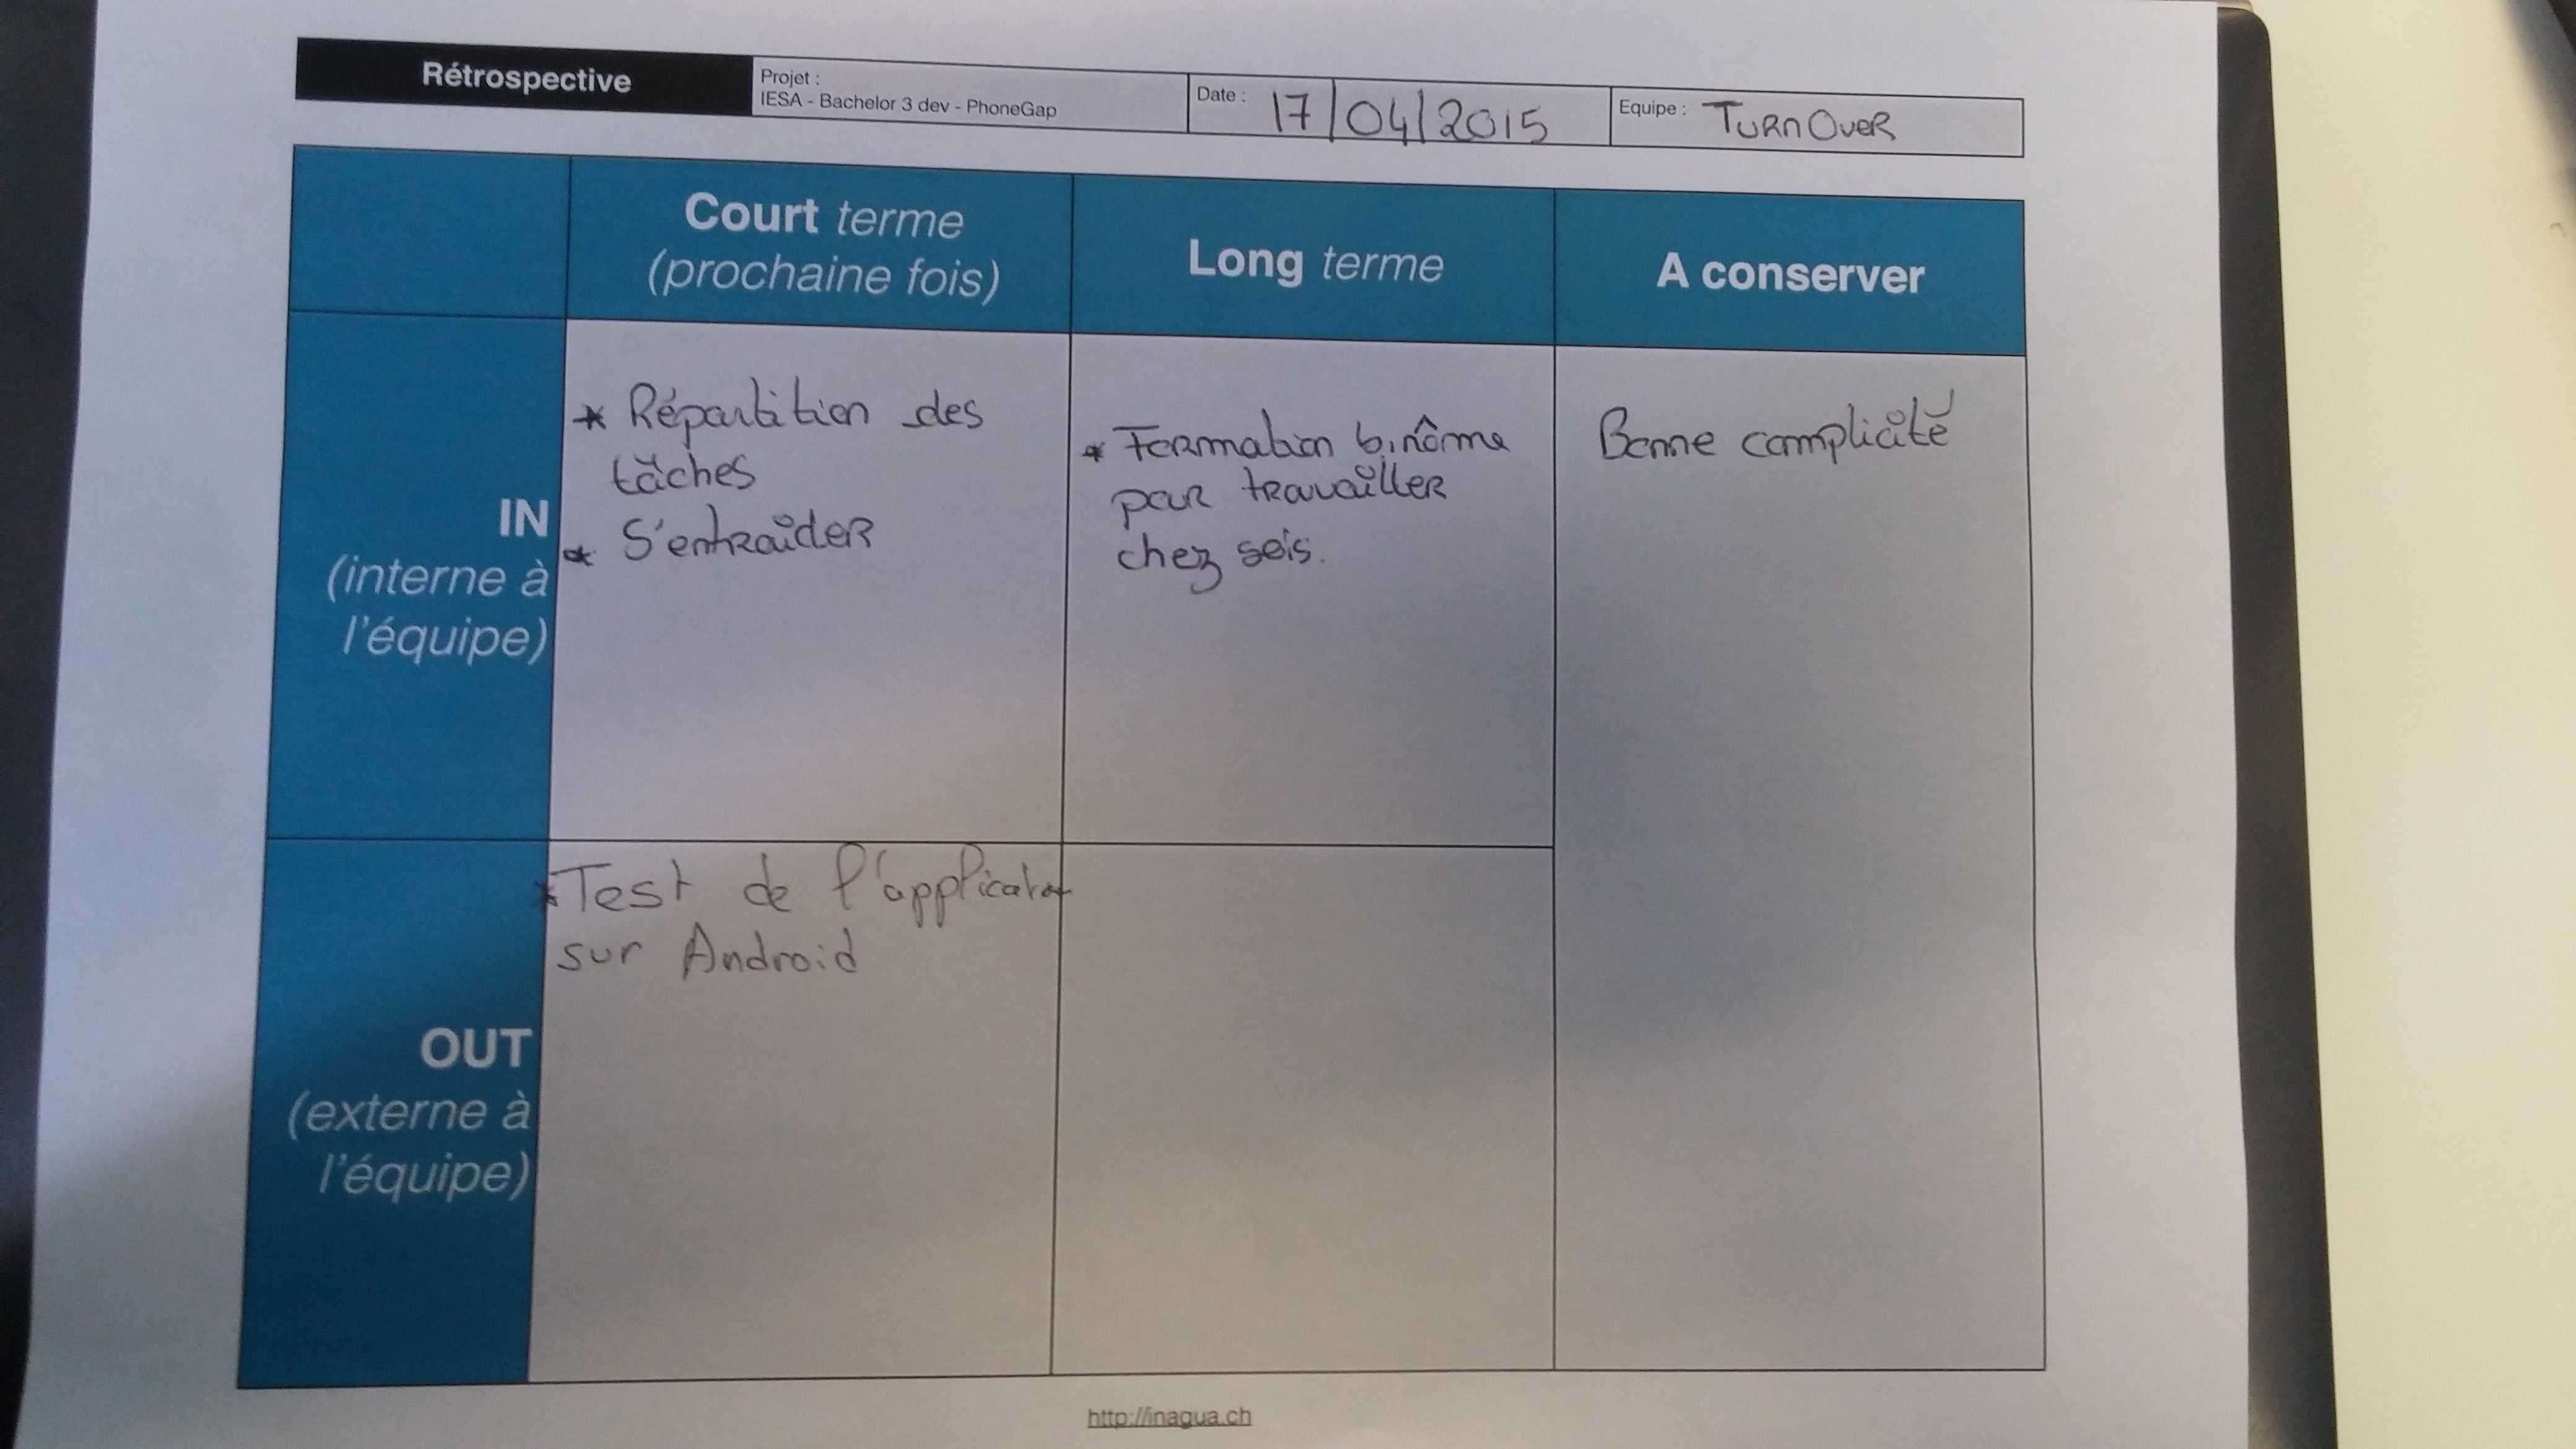 Rétrospective
Projet :
IESA - Bachelor 3 dev - PhoneGap
Date : 17/04/2015
Equipe : TURNOVER
Court terme
(prochaine fois)
Long terme
A conserver
IN
(interne à
l'équipe)
* Répartition des
tâches
* S'entraider
* Formation binôme
pour travailler
chez sois.
Bonne complicité
OUT
(externe à
l'équipe)
* Test de l'application
sur Android
http://inagua.ch